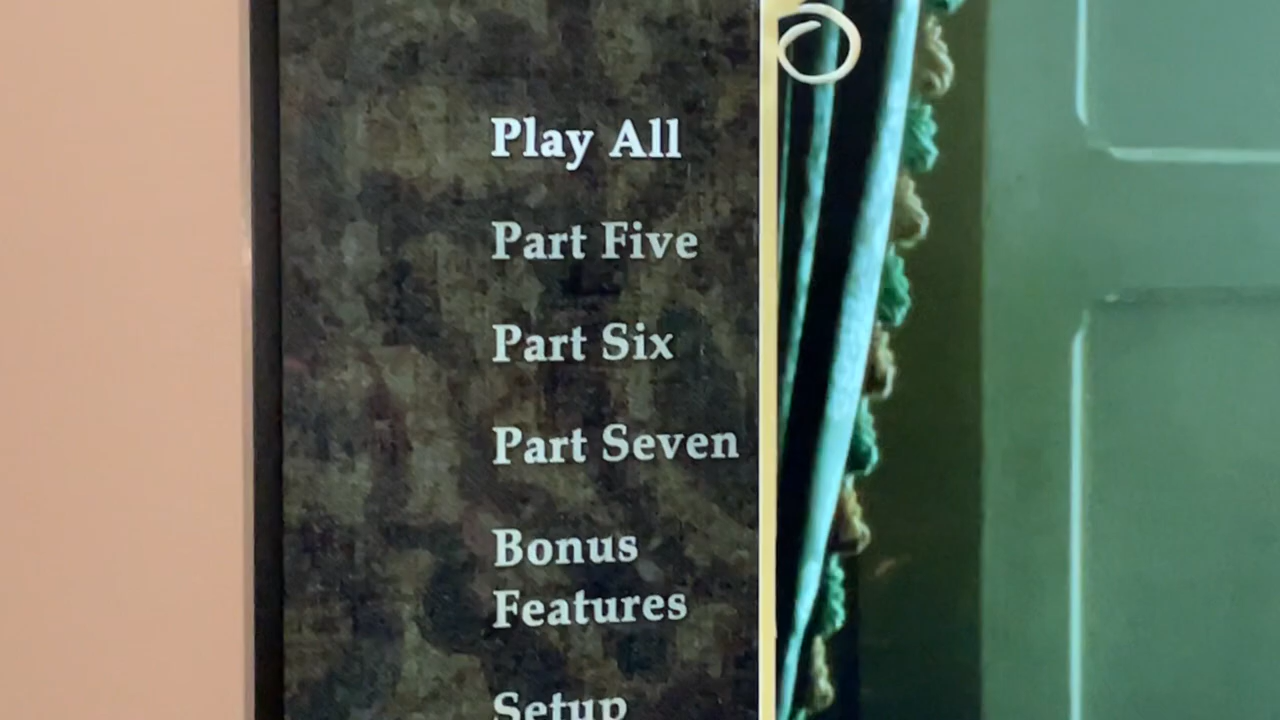 Play All
Part Five
Part Six
Part Seven
Bonus
Features
Setup